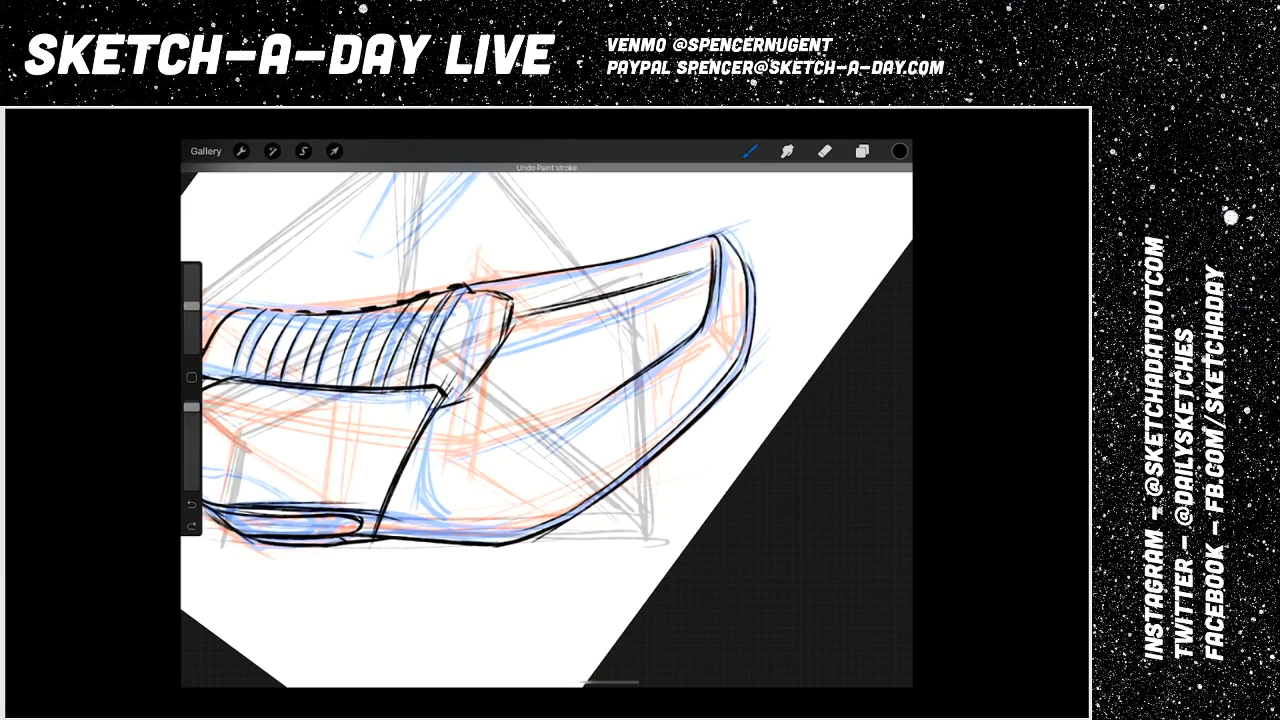 SKETCH-A-DAY LIVE
VENMO @SPENCERNUGENT
PAYPAL SPENCER@SKETCH-A-DAY.COM
Gallery
Undo Paint stroke
INSTAGRAM - @SKETCHADAYDOTCOM
TWITTER - @DAILYSKETCHES
FACEBOOK - FB.COM/SKETCHADAY